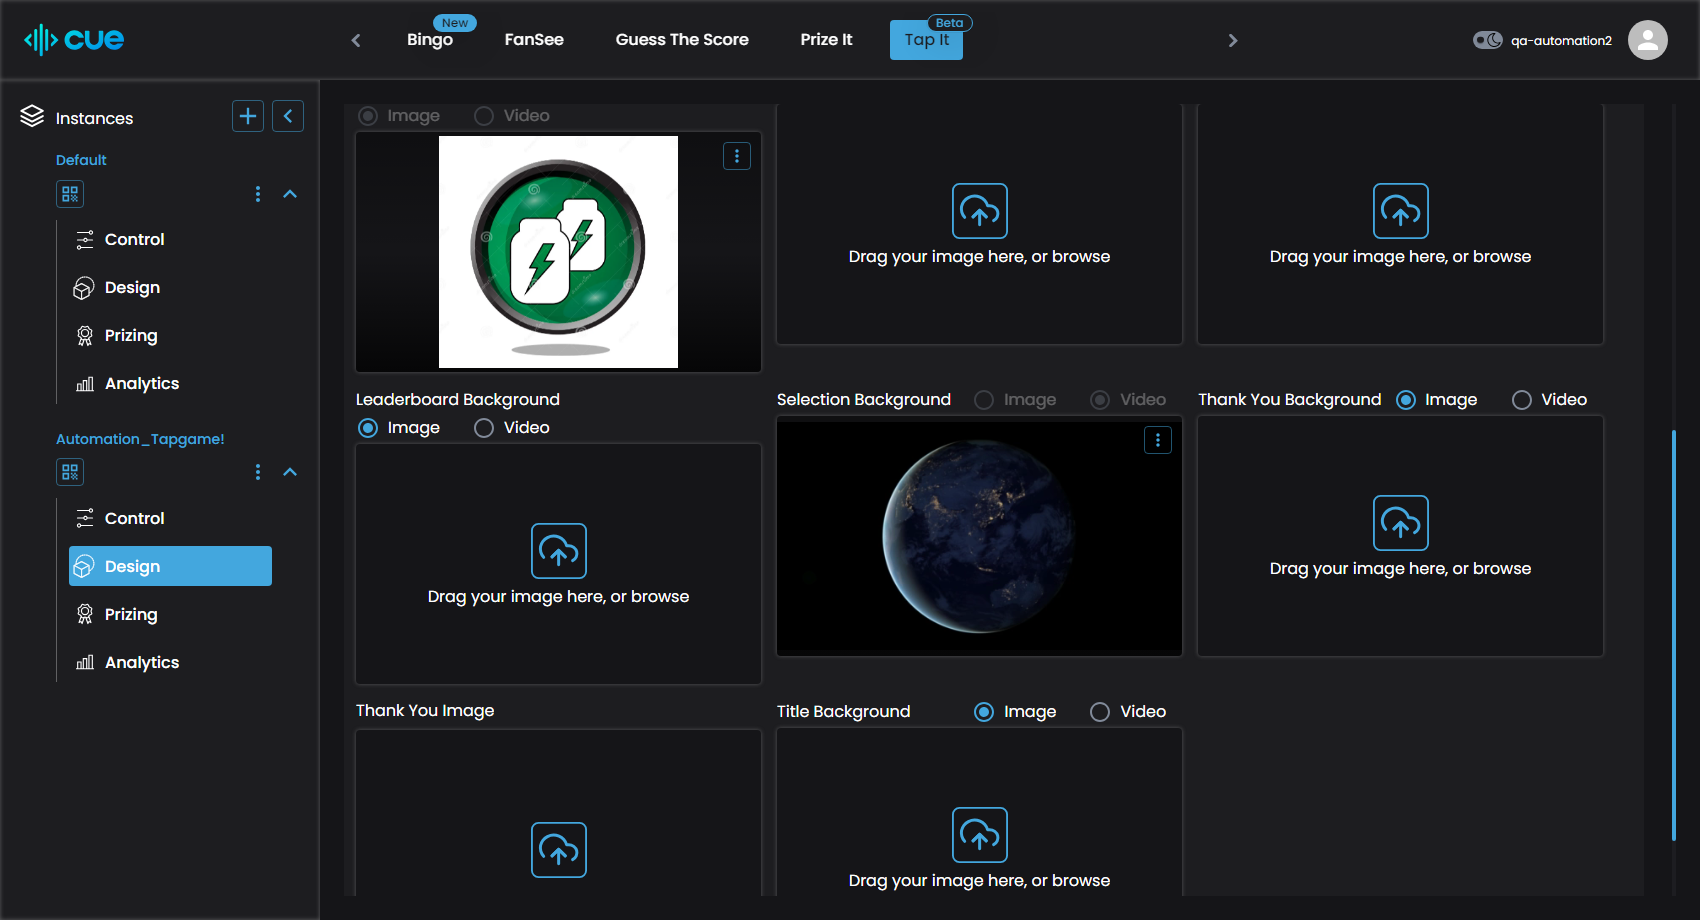 cue
New
Bingo
FanSee
Guess The Score
Prize It
Beta
Tap It
qa-automation2
Instances
Default
Control
Design
Prizing
Analytics
Automation_Tapgame!
Control
Design
Prizing
Analytics
Image Video
Drag your image here, or browse
Drag your image here, or browse
Leaderboard Background
Image Video
Drag your image here, or browse
Selection Background Image Video
Thank You Background Image Video
Drag your image here, or browse
Thank You Image
Title Background Image Video
Drag your image here, or browse